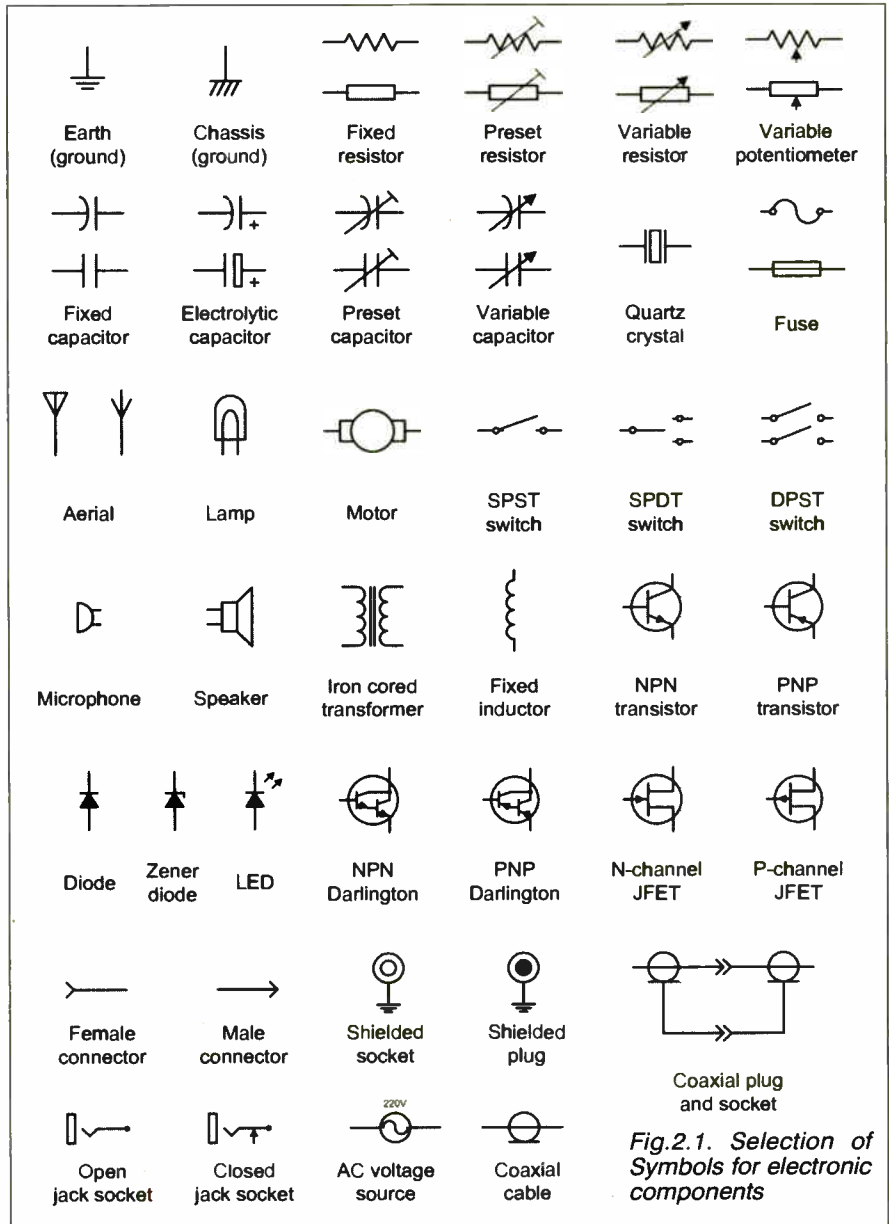 Earth
(ground)
Chassis
(ground)
Fixed
resistor
Preset
resistor
Variable
resistor
Variable
potentiometer
+
+
Fixed
capacitor
Electrolytic
capacitor
Preset
capacitor
Variable
capacitor
Quartz
crystal
Fuse
Aerial
Lamp
Motor
SPST
switch
SPDT
switch
DPST
switch
Microphone
Speaker
Iron cored
transformer
Fixed
inductor
NPN
transistor
PNP
transistor
Diode
Zener
diode
LED
NPN
Darlington
PNP
Darlington
N-channel
JFET
P-channel
JFET
Female
connector
Male
connector
Shielded
socket
Shielded
plug
Coaxial plug
and socket
Open
jack socket
Closed
jack socket
220V
AC voltage
source
Coaxial
cable
Fig.2.1. Selection of
Symbols for electronic
components